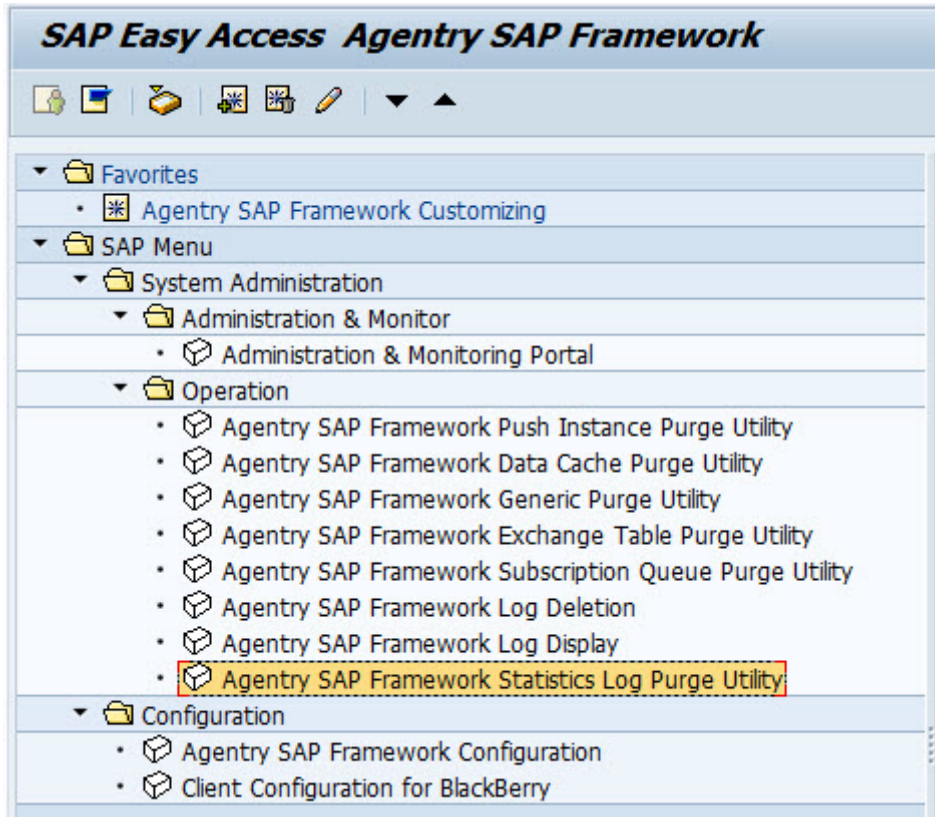 SAP Easy Access Agentry SAP Framework
Favorites
Agentry SAP Framework Customizing
SAP Menu
System Administration
Administration & Monitor
Administration & Monitoring Portal
Operation
Agentry SAP Framework Push Instance Purge Utility
Agentry SAP Framework Data Cache Purge Utility
Agentry SAP Framework Generic Purge Utility
Agentry SAP Framework Exchange Table Purge Utility
Agentry SAP Framework Subscription Queue Purge Utility
Agentry SAP Framework Log Deletion
Agentry SAP Framework Log Display
Agentry SAP Framework Statistics Log Purge Utility
Configuration
Agentry SAP Framework Configuration
Client Configuration for BlackBerry